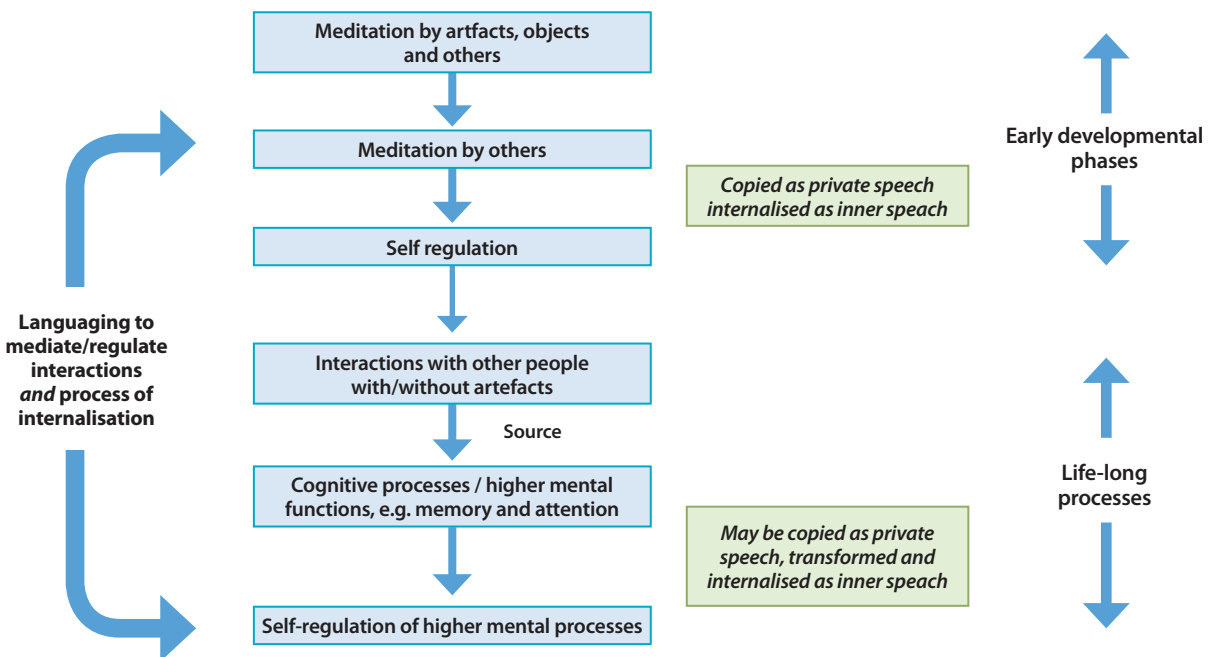 Meditation by artfacts, objects
and others
Meditation by others
Early developmental
phases
Copied as private speech
internalised as inner speach
Self regulation
Languaging to
mediate/regulate
interactions
and process of
internalisation
Interactions with other people
with/without artefacts
Source
Cognitive processes / higher mental
functions, e.g. memory and attention
Life-long
processes
May be copied as private
speech, transformed and
internalised as inner speach
Self-regulation of higher mental processes